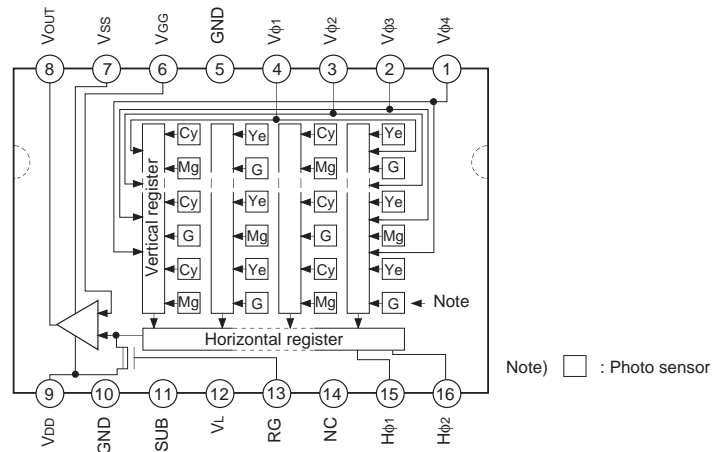 VOUT VSS VGG GND Vφ1 Vφ2 Vφ3 Vφ4
8 7 6 5 4 3 2 1
Vertical register
Cy Ye Cy Ye
Mg G Mg G
Cy Ye Cy Ye
G Mg G Mg
Cy Ye Cy Ye
Mg G Mg G Note
Horizontal register
Note) : Photo sensor
9 10 11 12 13 14 15 16
VDD GND SUB VL RG NC Hφ1 Hφ2